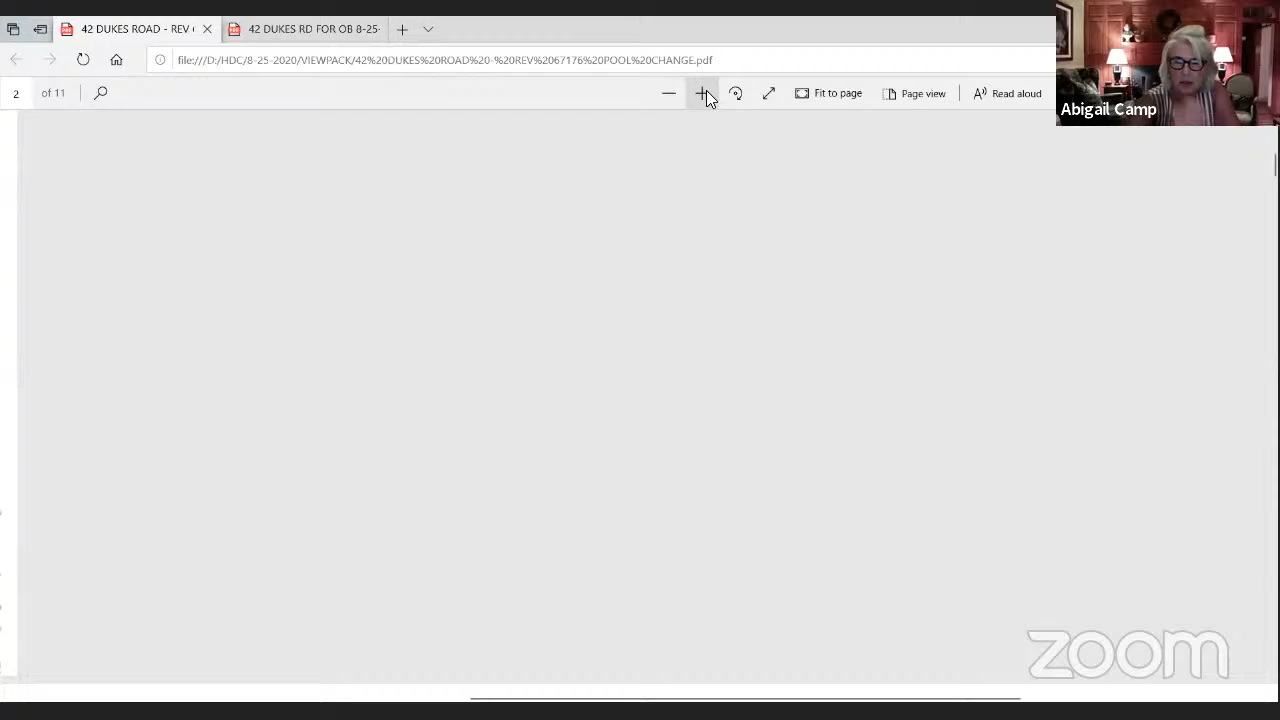 42 DUKES ROAD - REV
42 DUKES RD FOR OB 8-25-
file:///D:/HDC/8-25-2020/VIEWPACK/42%20DUKES%20ROAD%20-%20REV%2067176%20POOL%20CHANGE.pdf
2 of 11
Fit to page
Page view
Read aloud
Abigail Camp
zoom